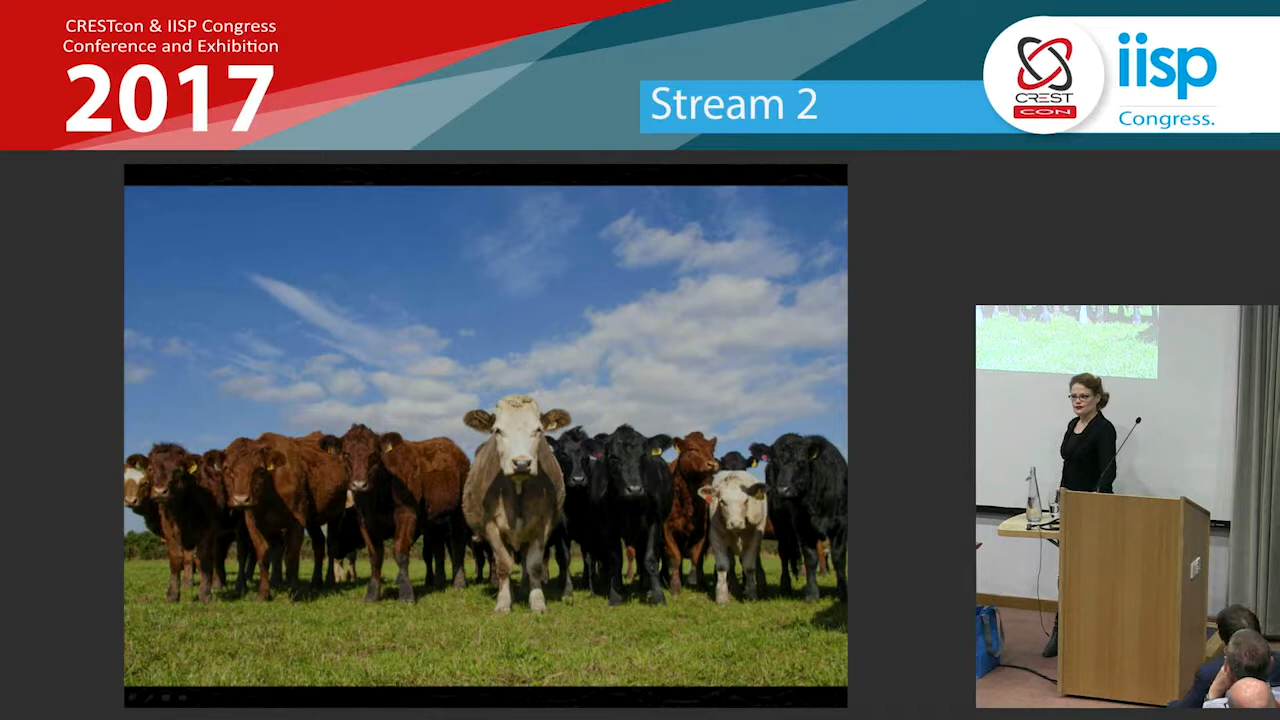 CRESTcon & IISP Congress
Conference and Exhibition
2017
Stream 2
CREST
CON
iisp
Congress.